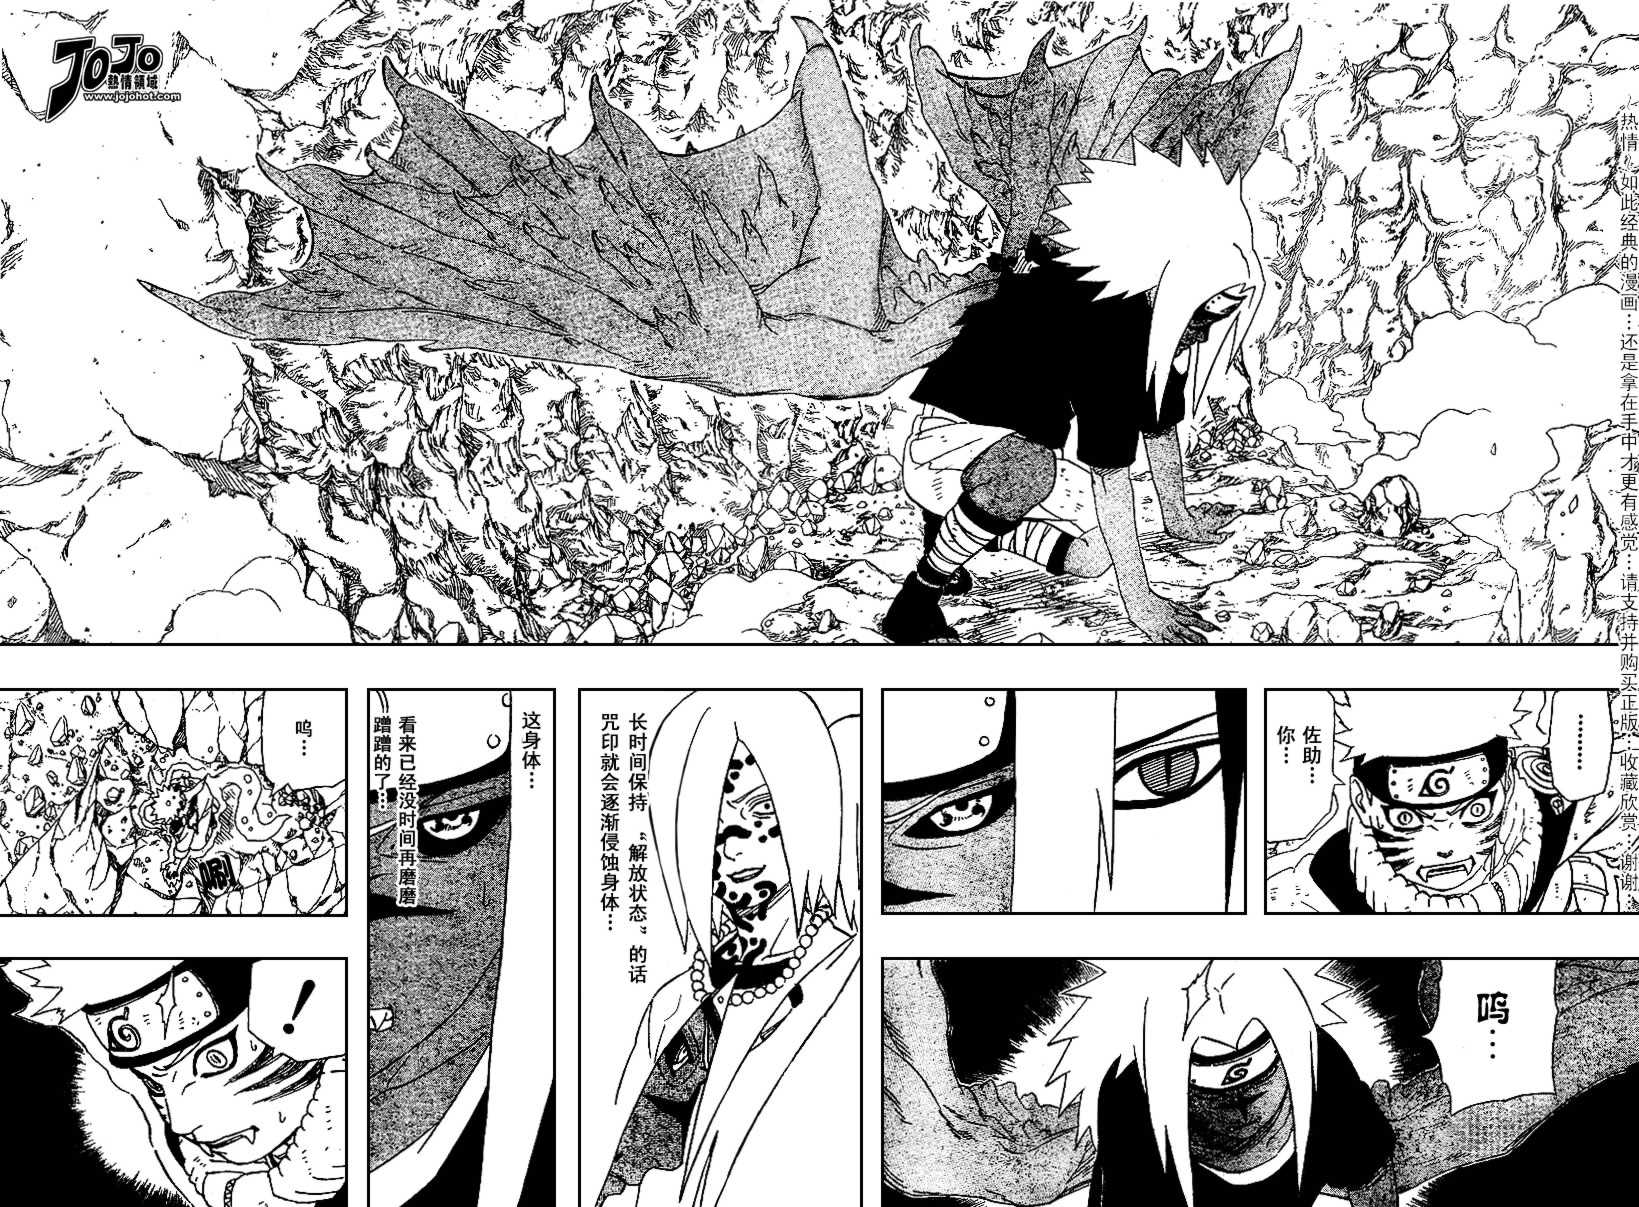 JOJO
熱情領域
www.jojohot.com
热情，如此经典的漫画…还是拿在手中才更有感觉…请支持并购买正版…收藏欣赏…谢谢
…………
佐助…
你…
呜…
长时间保持“解放状态”的话
咒印就会逐渐侵蚀身体…
这身体…
看来已经没时间再磨磨
蹭蹭的了…
呜…
唰
！